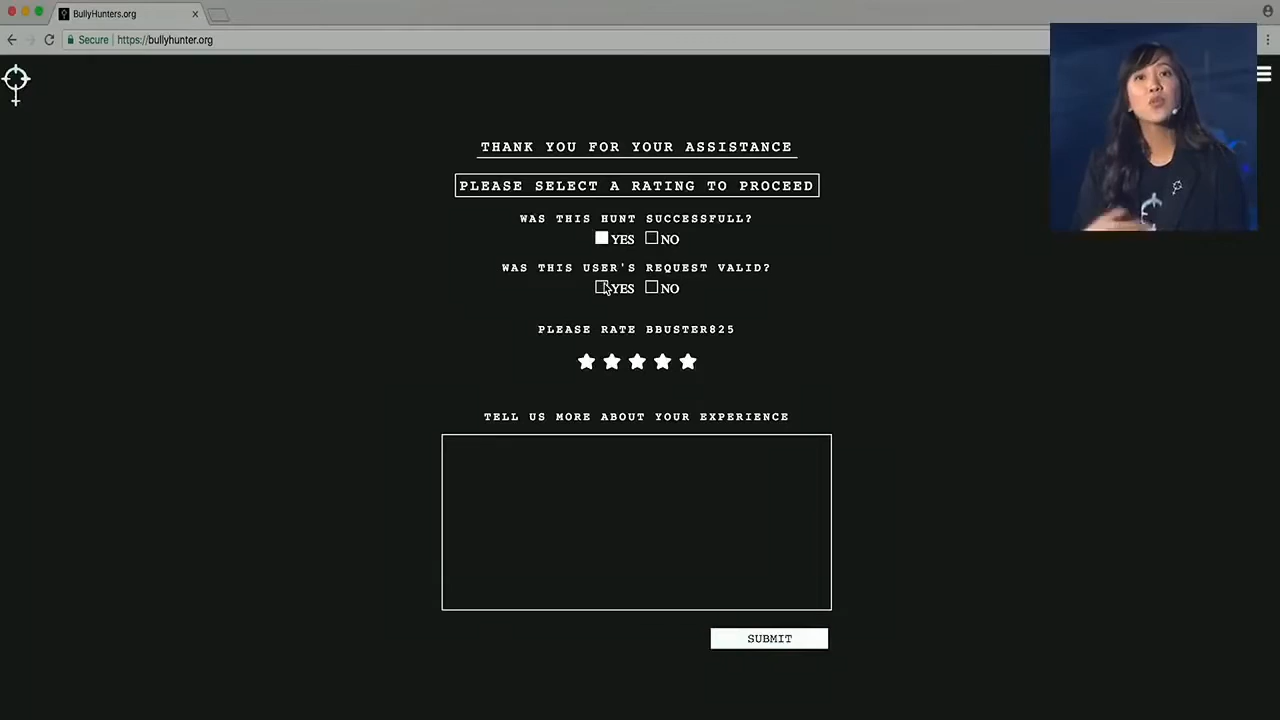 BullyHunters.org
Secure https://bullyhunter.org
THANK YOU FOR YOUR ASSISTANCE
PLEASE SELECT A RATING TO PROCEED
WAS THIS HUNT SUCCESSFULL?
YES NO
WAS THIS USER'S REQUEST VALID?
YES NO
PLEASE RATE BBUSTER825
TELL US MORE ABOUT YOUR EXPERIENCE
SUBMIT